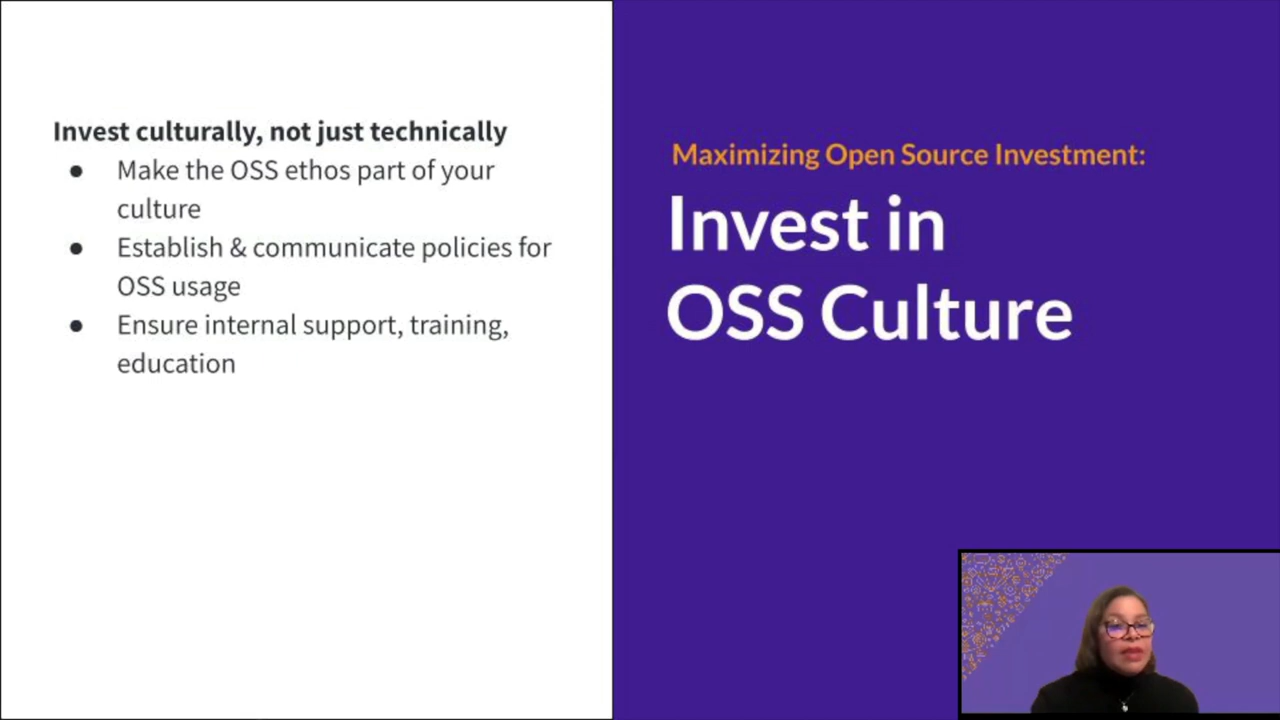 Invest culturally, not just technically
● Make the OSS ethos part of your
culture
● Establish & communicate policies for
OSS usage
● Ensure internal support, training,
education
Maximizing Open Source Investment:
Invest in
OSS Culture